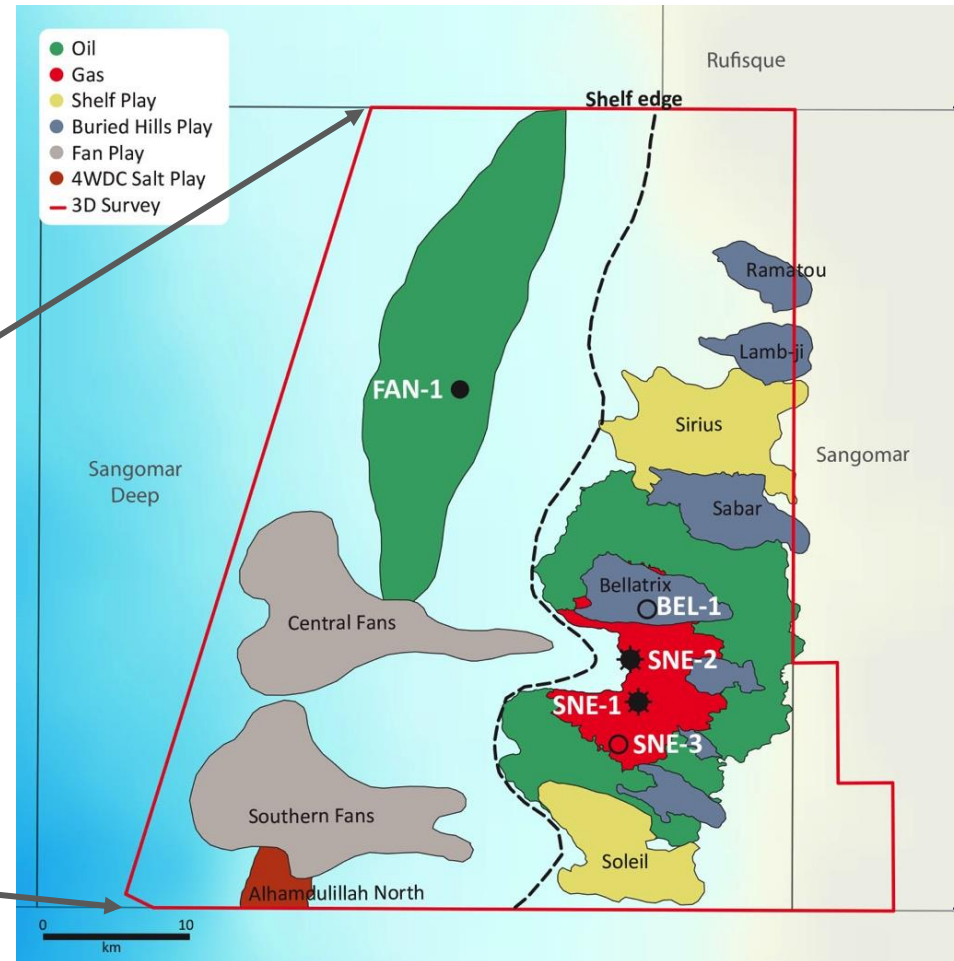 Oil
Gas
Shelf Play
Buried Hills Play
Fan Play
4WDC Salt Play
3D Survey
Rufisque
Shelf edge
Ramatou
Lamb-ji
FAN-1
Sirius
Sangomar
Deep
Sangomar
Sabar
Bellatrix
BEL-1
Central Fans
SNE-2
SNE-1
SNE-3
Southern Fans
Soleil
Alhamdulillah North
0 10
km